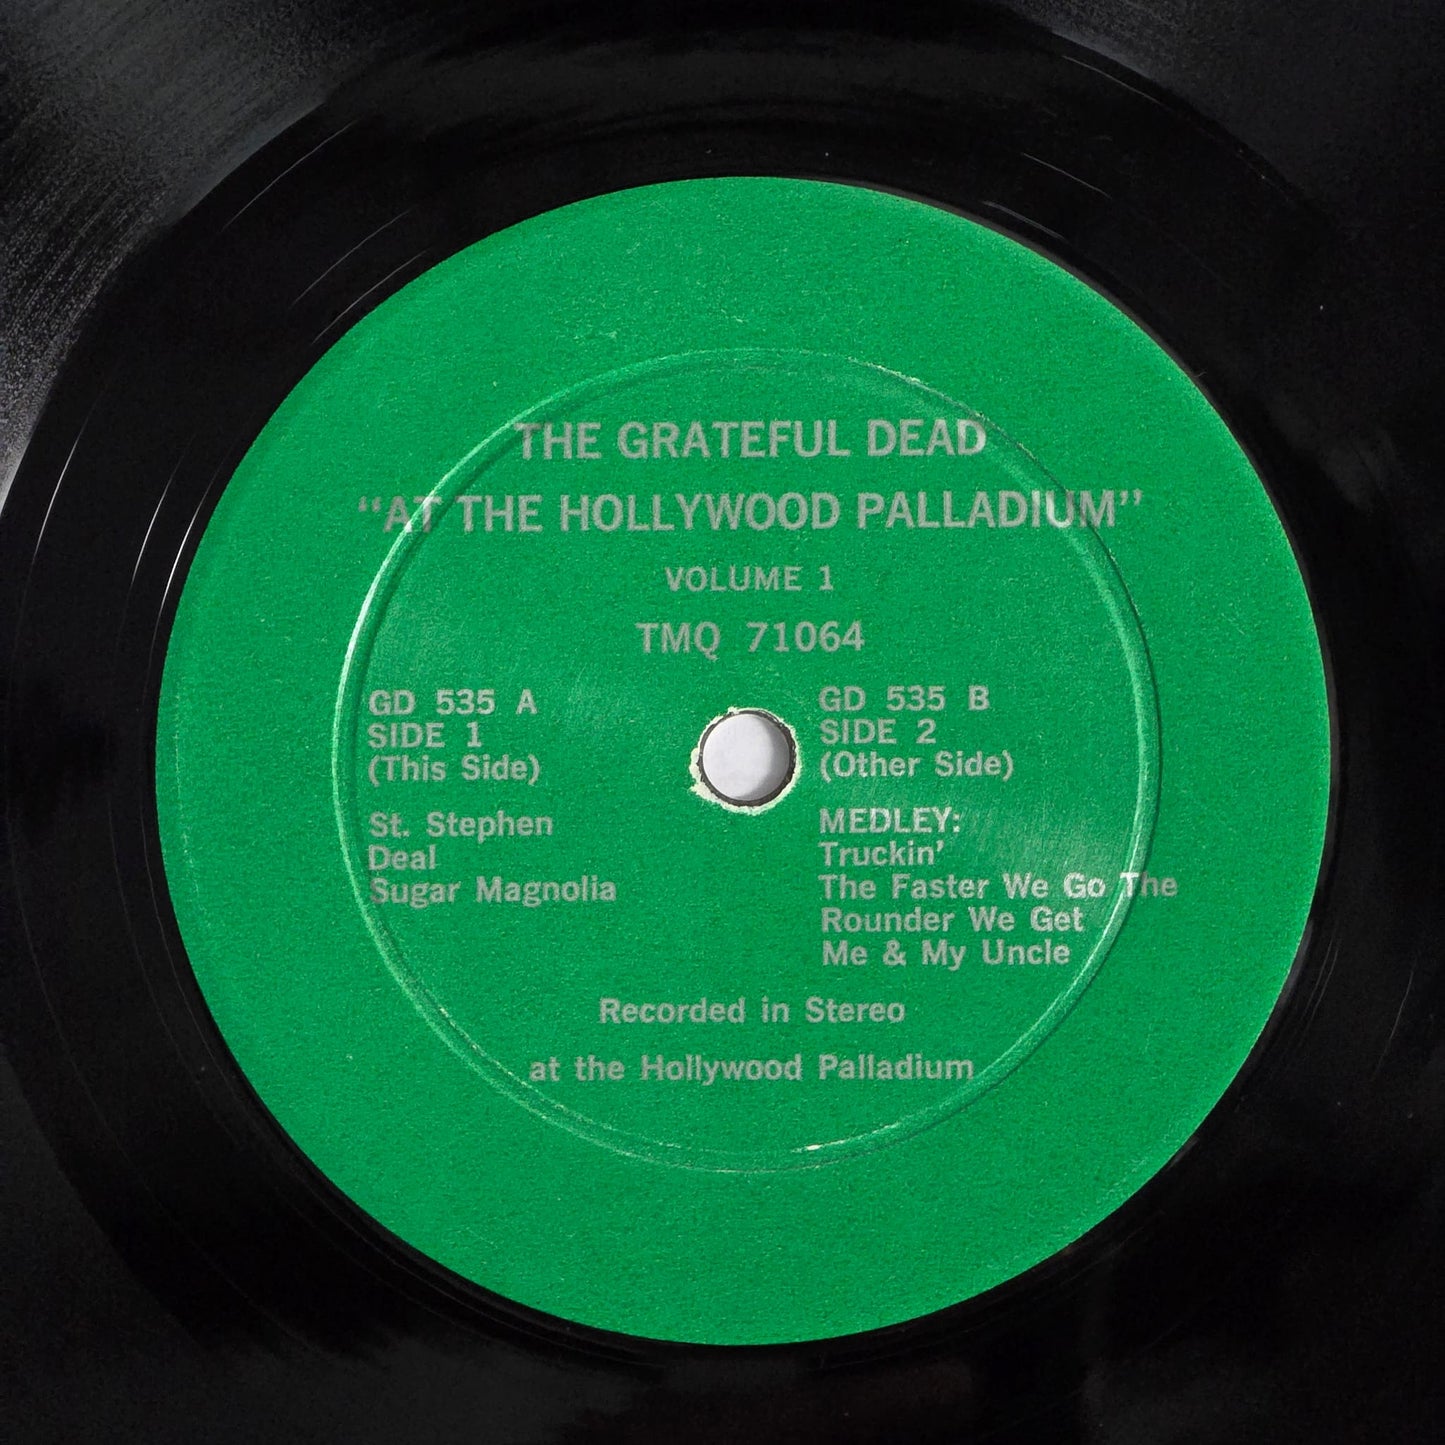 THE GRATEFUL DEAD
“AT THE HOLLYWOOD PALLADIUM”
VOLUME 1
TMQ 71064
GD 535 A
SIDE 1
(This Side)
St. Stephen
Deal
Sugar Magnolia
GD 535 B
SIDE 2
(Other Side)
MEDLEY:
Truckin’
The Faster We Go The
Rounder We Get
Me & My Uncle
Recorded in Stereo
at the Hollywood Palladium